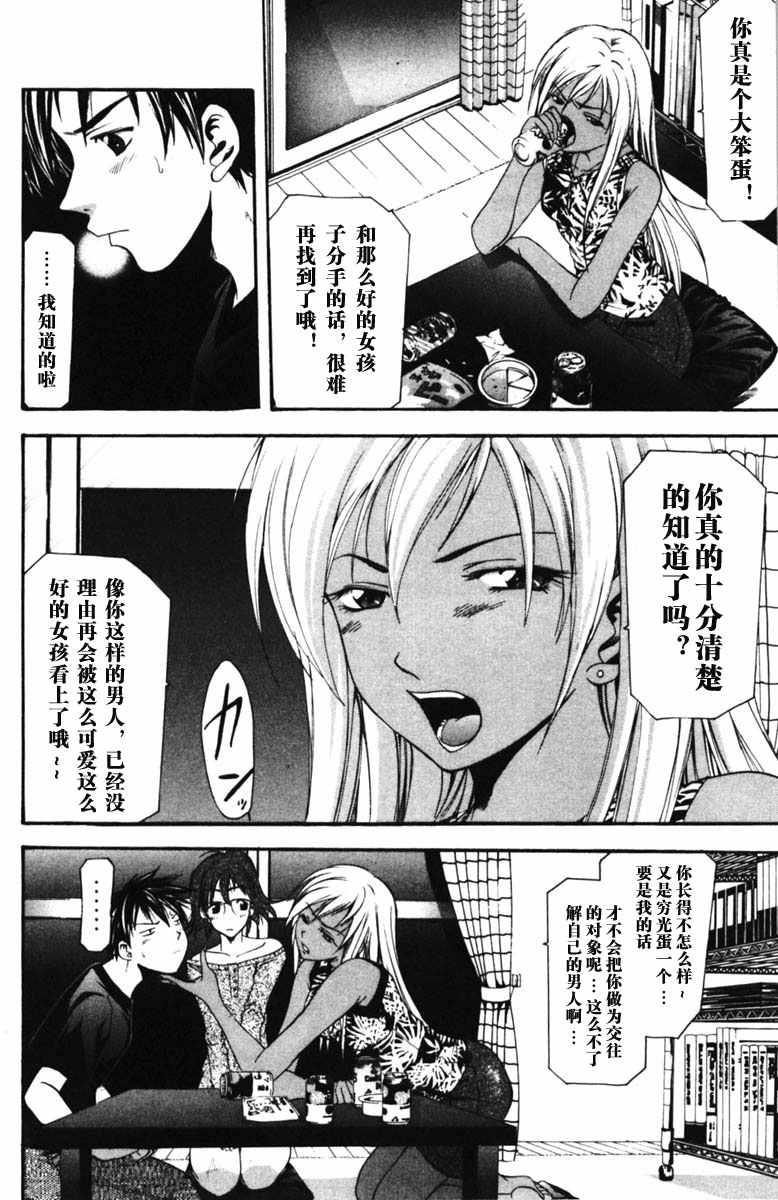 你真是个大笨蛋！
和那么好的女孩
子分手的话，很难
再找到了哦！
……我知道的啦
你真的十分清楚
的知道了吗？
カンッ
像你这样的男人，已经没
理由再会被这么可爱这么
好的女孩看上了哦～～
你长得不怎么样～
又是穷光蛋一个…
要是我的话
才不会把你做为交往
的对象呢…这么不了
解自己的男人啊…
……